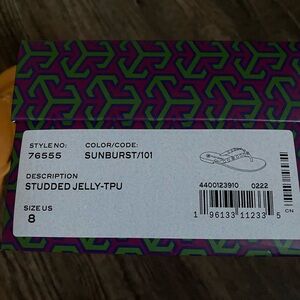 STYLE NO: COLOR/CODE:
76555 SUNBURST/101
DESCRIPTION
STUDDED JELLY-TPU
SIZE US
8
4400123910 0222
1 96133 11233 5
CN